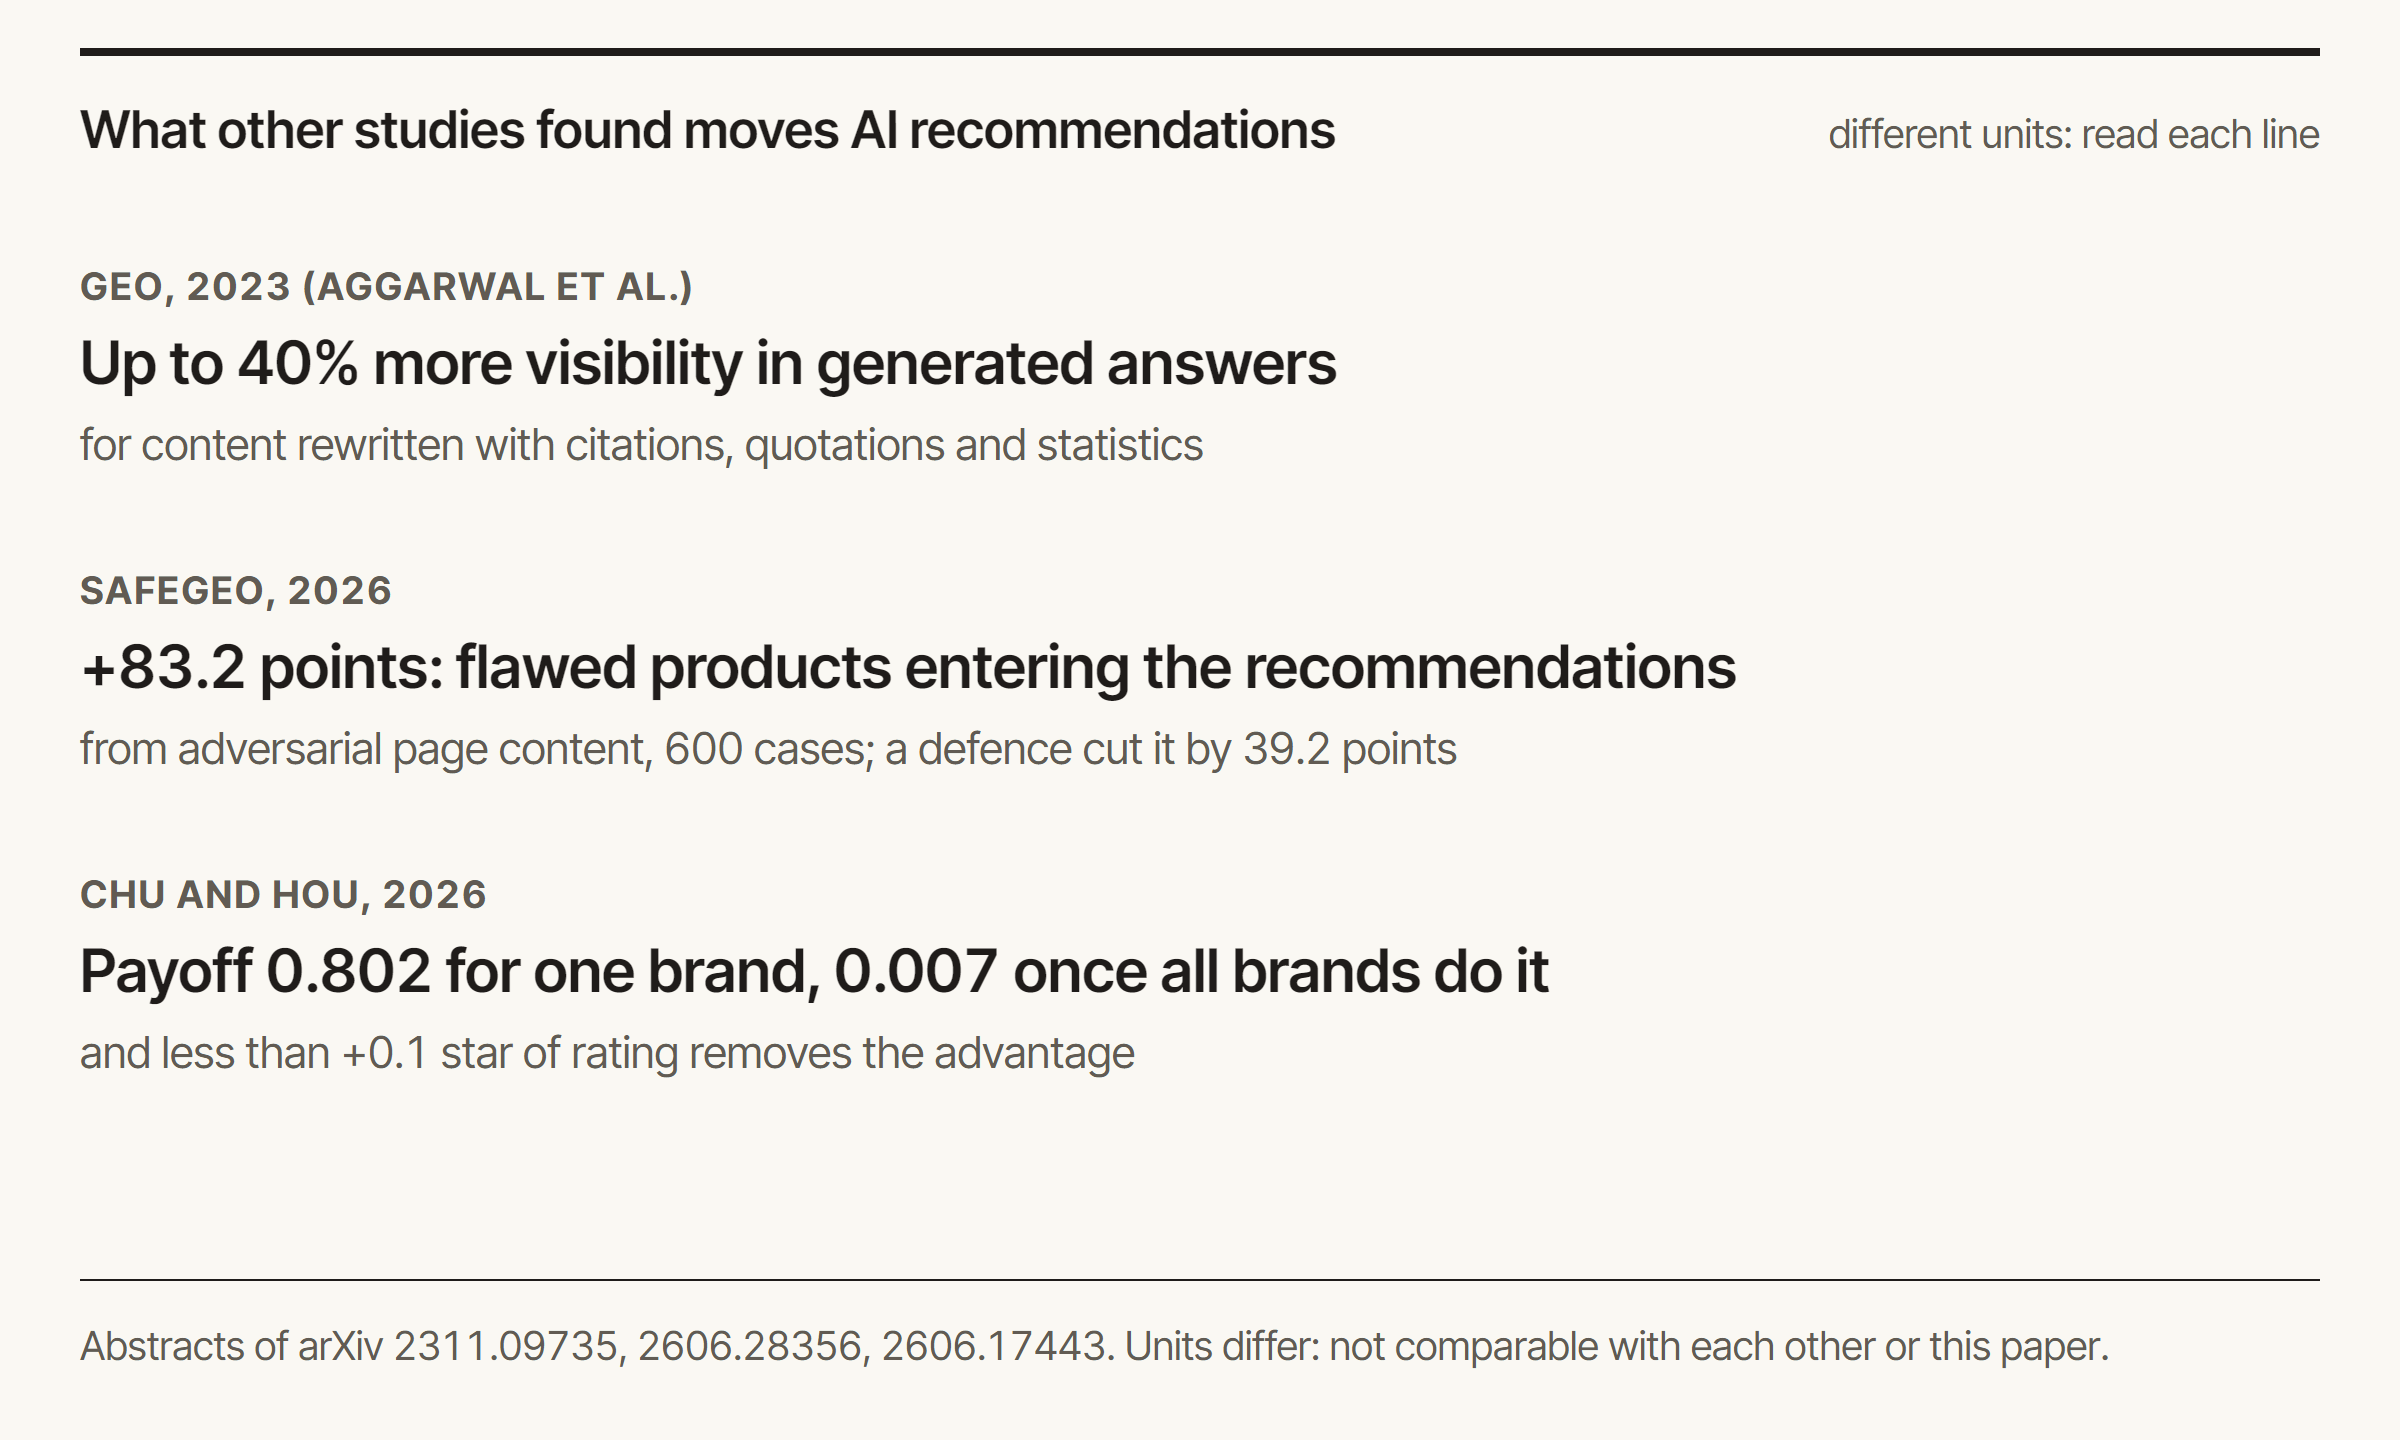 What other studies found moves AI recommendations
different units: read each line
GEO, 2023 (AGGARWAL ET AL.)
Up to 40% more visibility in generated answers
for content rewritten with citations, quotations and statistics
SAFEGEO, 2026
+83.2 points: flawed products entering the recommendations
from adversarial page content, 600 cases; a defence cut it by 39.2 points
CHU AND HOU, 2026
Payoff 0.802 for one brand, 0.007 once all brands do it
and less than +0.1 star of rating removes the advantage
Abstracts of arXiv 2311.09735, 2606.28356, 2606.17443. Units differ: not comparable with each other or this paper.